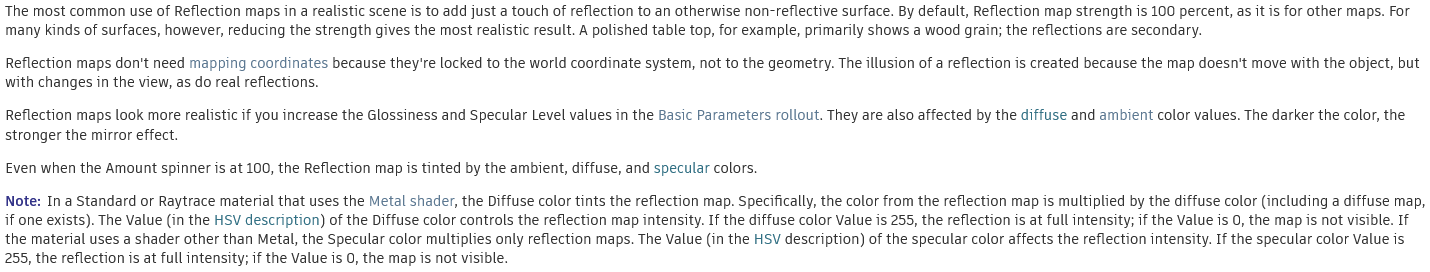 The most common use of Reflection maps in a realistic scene is to add just a touch of reflection to an otherwise non-reflective surface. By default, Reflection map strength is 100 percent, as it is for other maps. For
many kinds of surfaces, however, reducing the strength gives the most realistic result. A polished table top, for example, primarily shows a wood grain; the reflections are secondary.
Reflection maps don't need mapping coordinates because they're locked to the world coordinate system, not to the geometry. The illusion of a reflection is created because the map doesn't move with the object, but
with changes in the view, as do real reflections.
Reflection maps look more realistic if you increase the Glossiness and Specular Level values in the Basic Parameters rollout. They are also affected by the diffuse and ambient color values. The darker the color, the
stronger the mirror effect.
Even when the Amount spinner is at 100, the Reflection map is tinted by the ambient, diffuse, and specular colors.
Note: In a Standard or Raytrace material that uses the Metal shader, the Diffuse color tints the reflection map. Specifically, the color from the reflection map is multiplied by the diffuse color (including a diffuse map,
if one exists). The Value (in the HSV description) of the Diffuse color controls the reflection map intensity. If the diffuse color Value is 255, the reflection is at full intensity; if the Value is 0, the map is not visible. If
the material uses a shader other than Metal, the Specular color multiplies only reflection maps. The Value (in the HSV description) of the specular color affects the reflection intensity. If the specular color Value is
255, the reflection is at full intensity; if the Value is 0, the map is not visible.